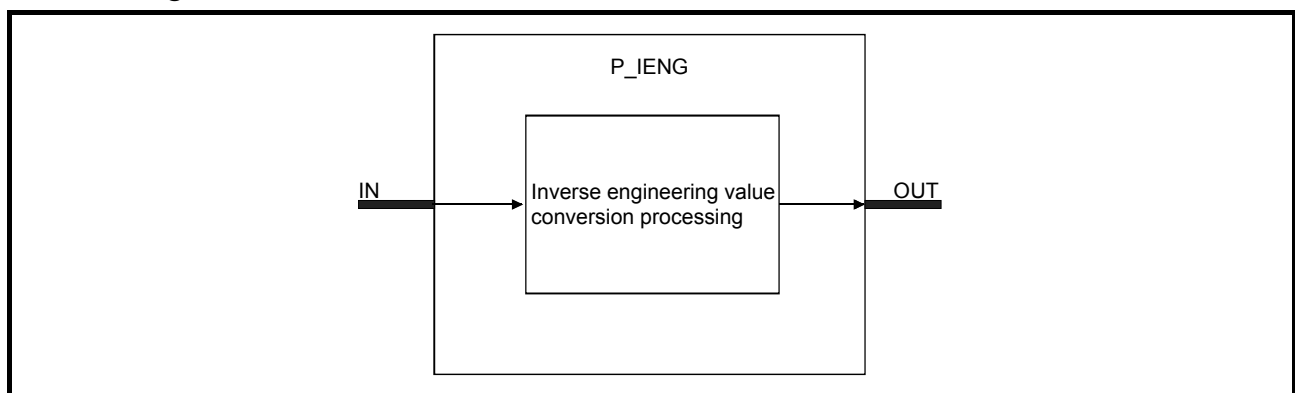 P_IENG
IN
Inverse engineering value
conversion processing
OUT